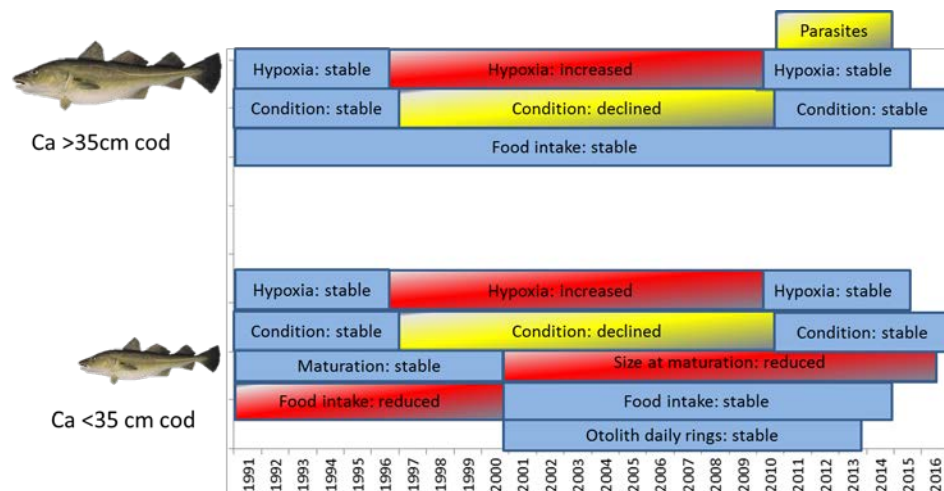 Parasites
Hypoxia: stable
Hypoxia: increased
Hypoxia: stable
Condition: stable
Condition: declined
Condition: stable
Ca >35cm cod
Food intake: stable
Hypoxia: stable
Hypoxia: increased
Hypoxia: stable
Condition: stable
Condition: declined
Condition: stable
Maturation: stable
Size at maturation: reduced
Food intake: reduced
Food intake: stable
Ca <35 cm cod
Otolith daily rings: stable
1991
1992
1993
1994
1995
1996
1997
1998
1999
2000
2001
2002
2003
2004
2005
2006
2007
2008
2009
2010
2011
2012
2013
2014
2015
2016